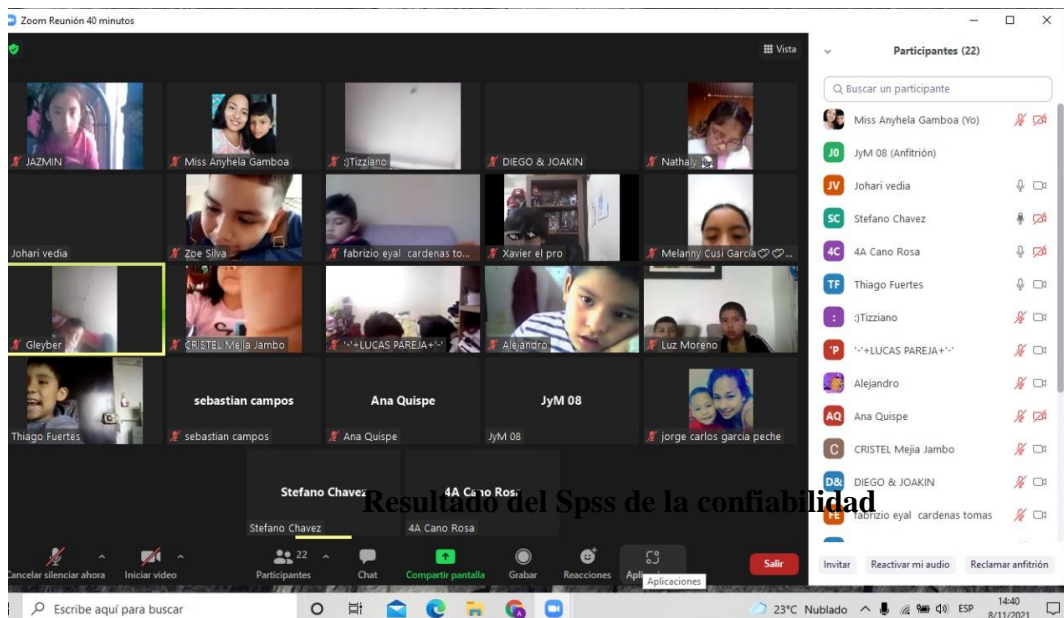 Zoom Reunión 40 minutos
Vista
JAZMIN
Miss Anyhela Gamboa
:)Tizziano
DIEGO & JOAKIN
Nathaly
Johari vedia
Zoe Silva
fabrizio eyal cardenas to...
Xavier el pro
Melanny Cusi Garcia♡♡...
Gleyber
CRISTEL Mejia Jambo
'-'+LUCAS PAREJA+'-'
Alejandro
Luz Moreno
Thiago Fuertes
sebastian campos
sebastian campos
Ana Quispe
Ana Quispe
JyM 08
JyM 08
jorge carlos garcia peche
Stefano Chavez
Stefano Chavez
4A Cano Rosa
4A Cano Rosa
Resultado del Spss de la confiabilidad
Cancelar silenciar ahora
Iniciar video
22
Participantes
Chat
Compartir pantalla
Grabar
Reacciones
Aplicaciones
Salir
Participantes (22)
Buscar un participante
Miss Anyhela Gamboa (Yo)
J0 JyM 08 (Anfitrión)
JV Johari vedia
SC Stefano Chavez
4C 4A Cano Rosa
TF Thiago Fuertes
: :)Tizziano
'P '-'+LUCAS PAREJA+'-'
Alejandro
AQ Ana Quispe
C CRISTEL Mejia Jambo
D& DIEGO & JOAKIN
FE fabrizio eyal cardenas tomas
Invitar Reactivar mi audio Reclamar anfitrión
Escribe aquí para buscar
23°C Nublado
ESP
14:40
8/11/2021